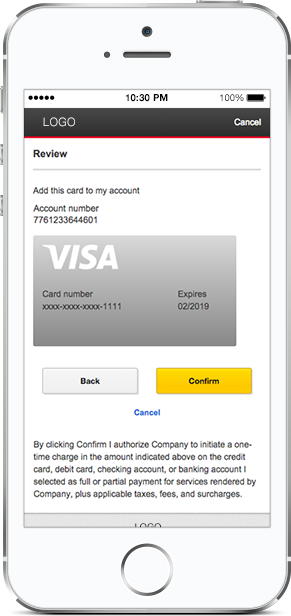 10:30 PM 100%
LOGO Cancel
Review
Add this card to my account
Account number
7761233644601
VISA
Card number Expires
xxxx-xxxx-xxxx-1111 02/2019
Back Confirm
Cancel
By clicking Confirm I authorize Company to initiate a one-
time charge in the amount indicated above on the credit
card, debit card, checking account, or banking account I
selected as full or partial payment for services rendered by
Company, plus applicable taxes, fees, and surcharges.
LOGO